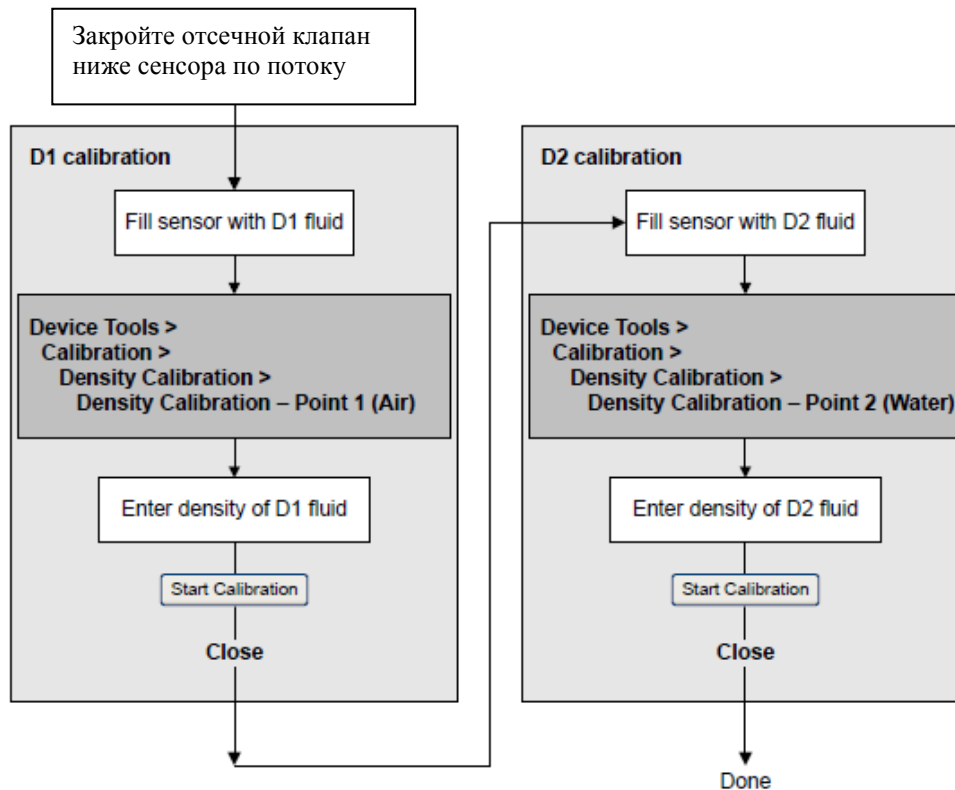 Закройте отсечной клапан
ниже сенсора по потоку
D1 calibration
Fill sensor with D1 fluid
Device Tools >
Calibration >
Density Calibration >
Density Calibration – Point 1 (Air)
Enter density of D1 fluid
Start Calibration
Close
D2 calibration
Fill sensor with D2 fluid
Device Tools >
Calibration >
Density Calibration >
Density Calibration – Point 2 (Water)
Enter density of D2 fluid
Start Calibration
Close
Done